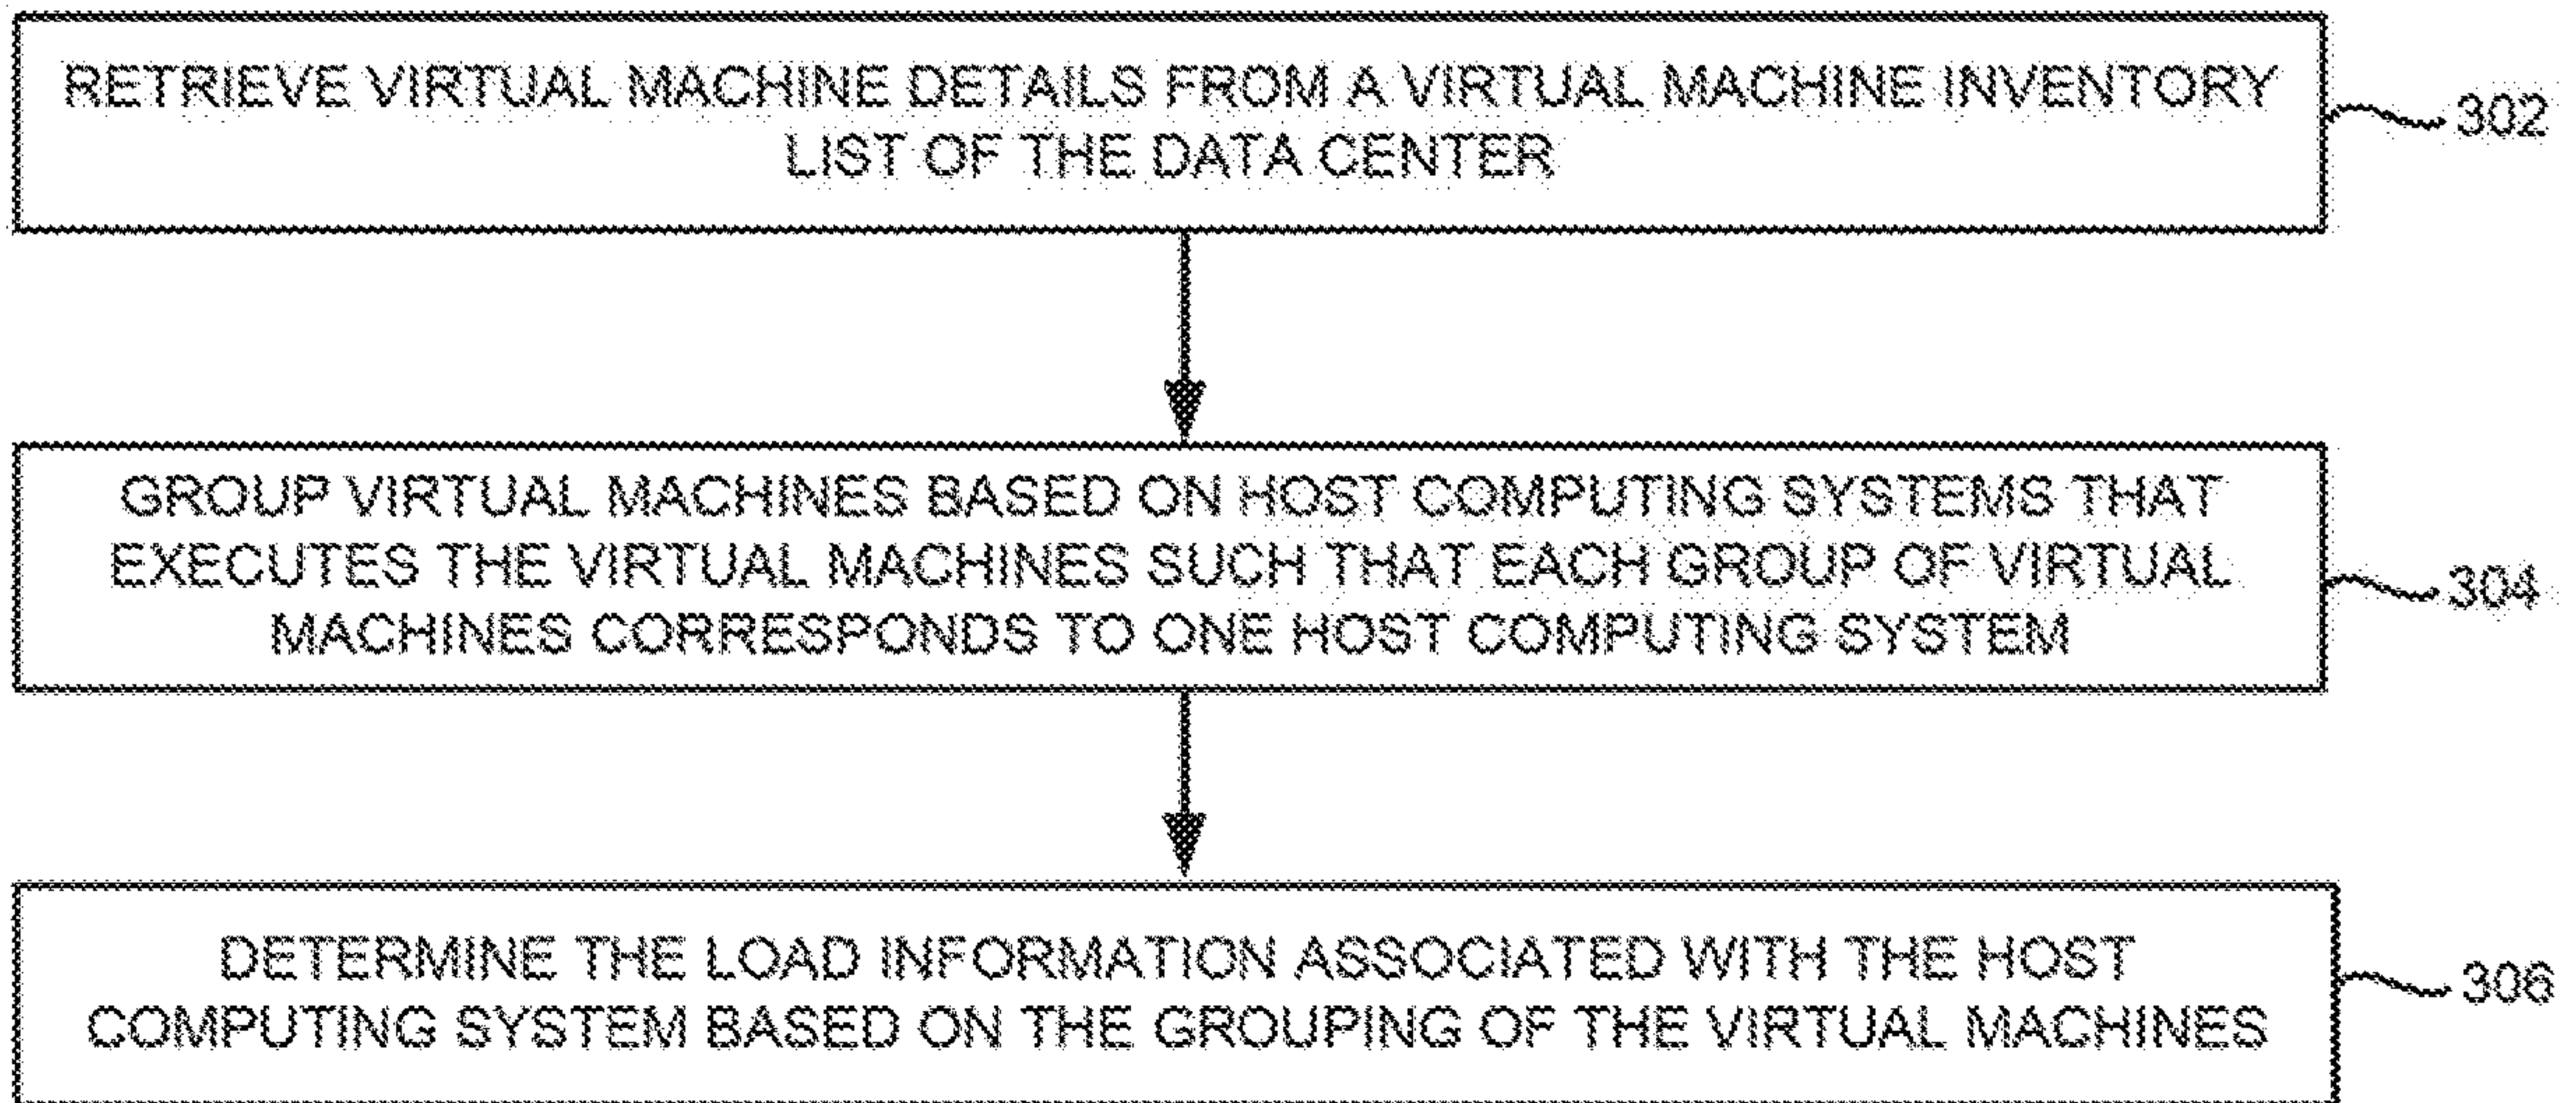 RETRIEVE VIRTUAL MACHINE DETAILS FROM A VIRTUAL MACHINE INVENTORY
LIST OF THE DATA CENTER
302
GROUP VIRTUAL MACHINES BASED ON HOST COMPUTING SYSTEMS THAT
EXECUTES THE VIRTUAL MACHINES SUCH THAT EACH GROUP OF VIRTUAL
MACHINES CORRESPONDS TO ONE HOST COMPUTING SYSTEM
304
DETERMINE THE LOAD INFORMATION ASSOCIATED WITH THE HOST
COMPUTING SYSTEM BASED ON THE GROUPING OF THE VIRTUAL MACHINES
306